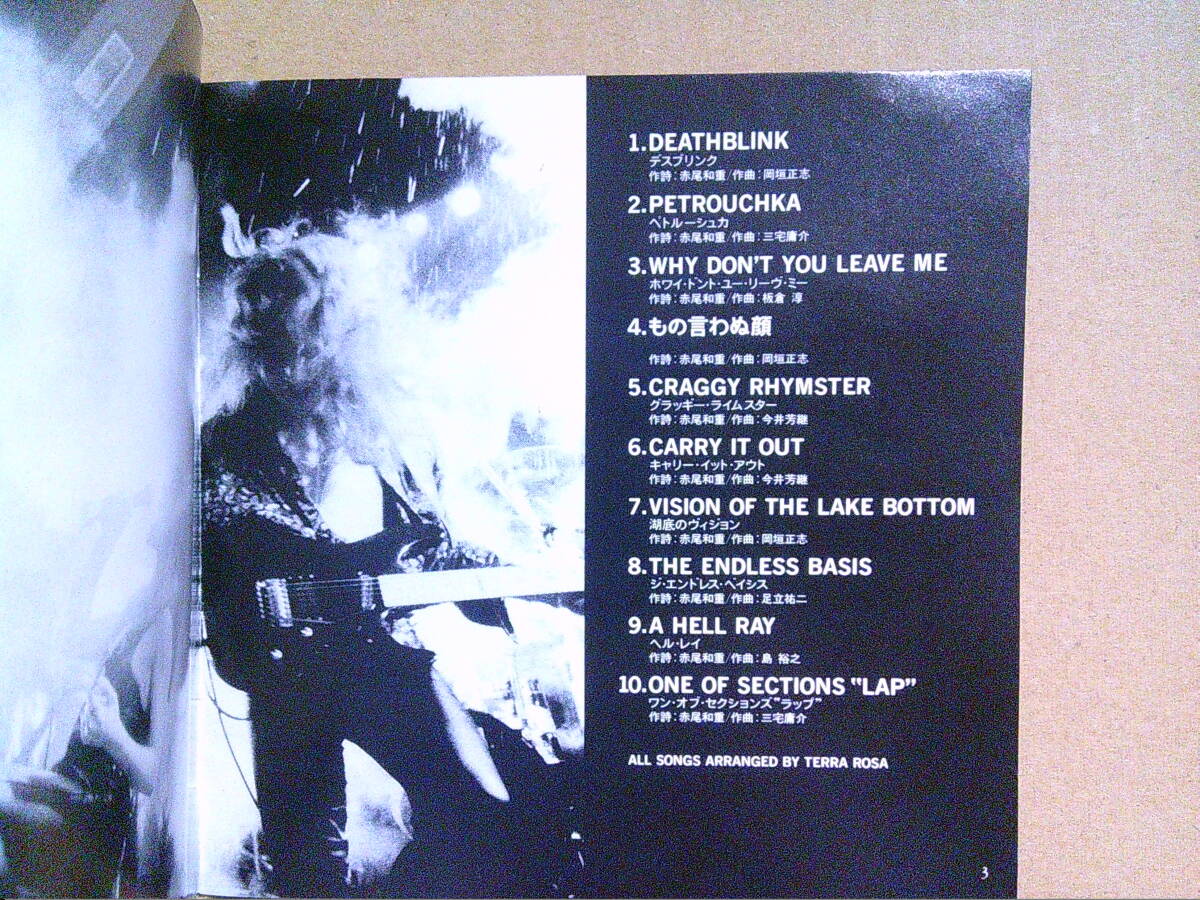 1.DEATHBLINK
デスブリンク
作詩:赤尾和重/作曲:岡垣正志
2.PETROUCHKA
ペトルーシュカ
作詩:赤尾和重/作曲:三宅庸介
3.WHY DON'T YOU LEAVE ME
ホワイ・ドント・ユー・リーヴ・ミー
作詩:赤尾和重/作曲:板倉 淳
4.もの言わぬ顔
作詩:赤尾和重/作曲:岡垣正志
5.CRAGGY RHYMSTER
グラッギー・ライムスター
作詩:赤尾和重/作曲:今井芳継
6.CARRY IT OUT
キャリー・イット・アウト
作詩:赤尾和重/作曲:今井芳継
7.VISION OF THE LAKE BOTTOM
湖底のヴィジョン
作詩:赤尾和重/作曲:岡垣正志
8.THE ENDLESS BASIS
ジ・エンドレス・ベイシス
作詩:赤尾和重/作曲:足立祐二
9.A HELL RAY
ヘル・レイ
作詩:赤尾和重/作曲:島 裕之
10.ONE OF SECTIONS "LAP"
ワン・オブ・セクションズ"ラップ"
作詩:赤尾和重/作曲:三宅庸介
ALL SONGS ARRANGED BY TERRA ROSA
3